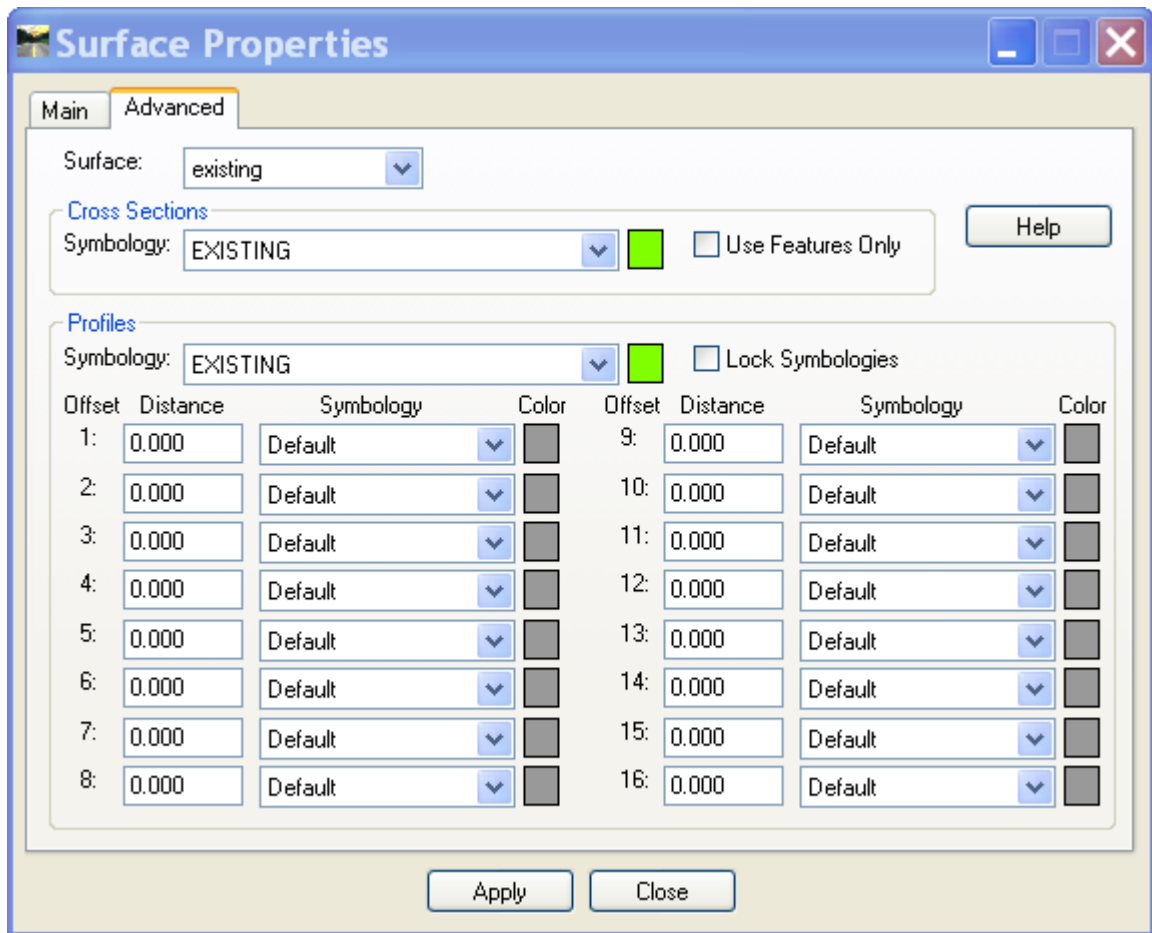 Surface Properties
Main Advanced
Surface: existing
Cross Sections
Help
Symbology: EXISTING Use Features Only
Profiles
Symbology: EXISTING Lock Symbologies
Offset Distance Symbology Color Offset Distance Symbology Color
1: 0.000 Default 9: 0.000 Default
2: 0.000 Default 10: 0.000 Default
3: 0.000 Default 11: 0.000 Default
4: 0.000 Default 12: 0.000 Default
5: 0.000 Default 13: 0.000 Default
6: 0.000 Default 14: 0.000 Default
7: 0.000 Default 15: 0.000 Default
8: 0.000 Default 16: 0.000 Default
Apply Close